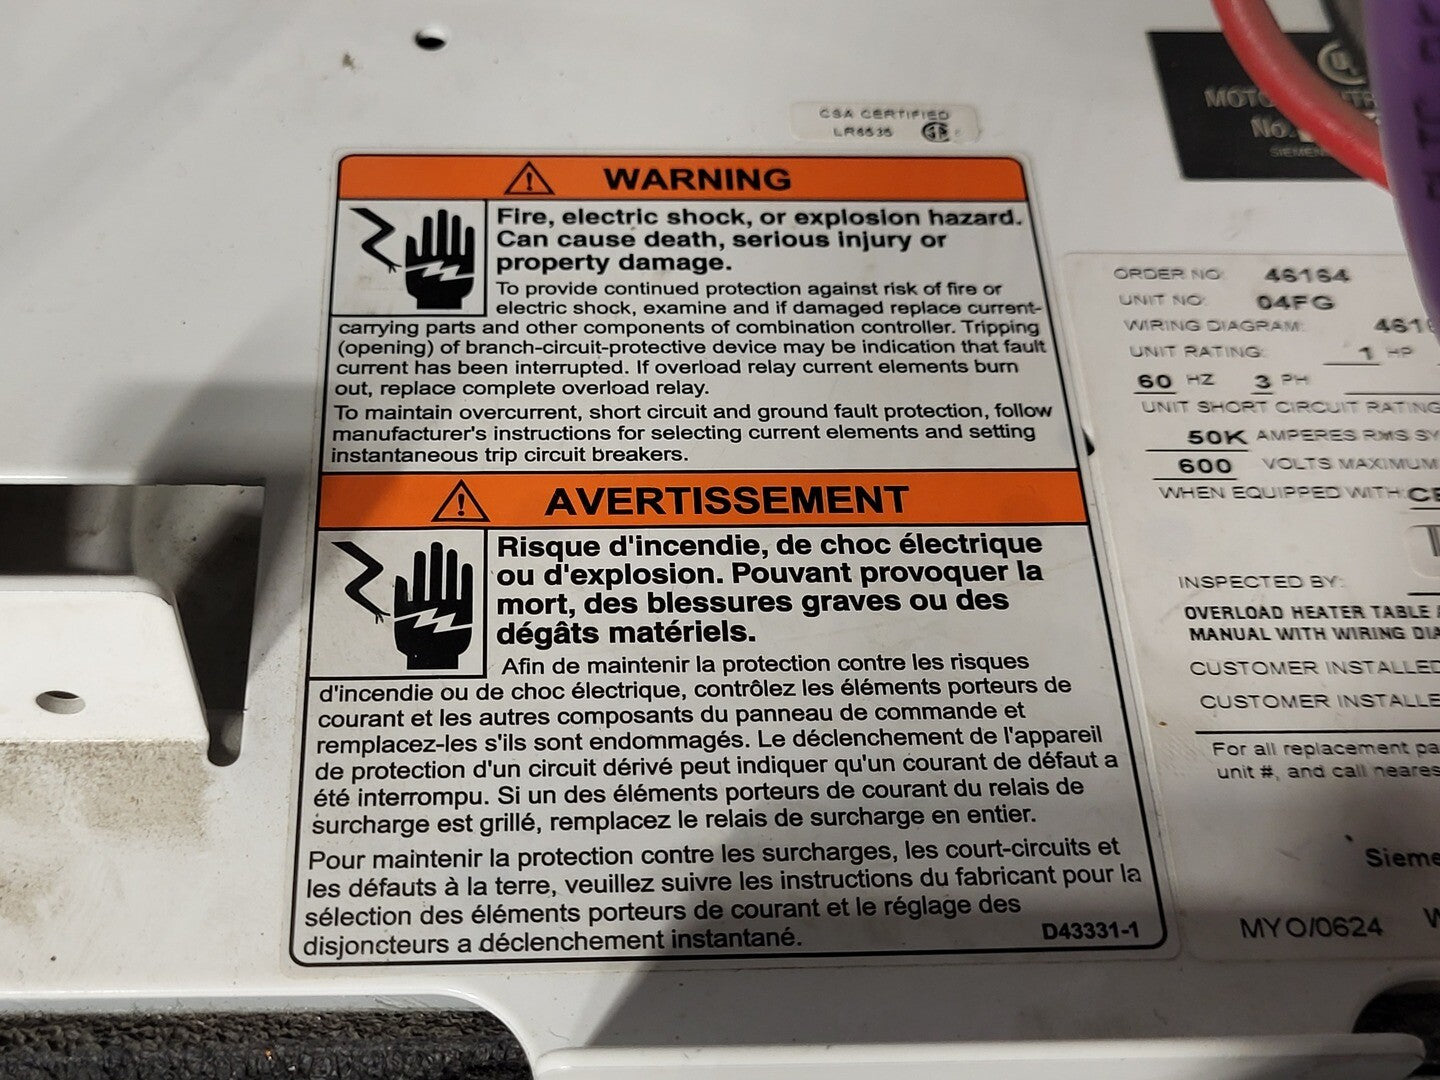 CSA CERTIFIED
LR6535
WARNING
Fire, electric shock, or explosion hazard.
Can cause death, serious injury or
property damage.
To provide continued protection against risk of fire or
electric shock, examine and if damaged replace current-
carrying parts and other components of combination controller. Tripping
(opening) of branch-circuit-protective device may be indication that fault
current has been interrupted. If overload relay current elements burn
out, replace complete overload relay.
To maintain overcurrent, short circuit and ground fault protection, follow
manufacturer's instructions for selecting current elements and setting
instantaneous trip circuit breakers.
AVERTISSEMENT
Risque d'incendie, de choc électrique
ou d'explosion. Pouvant provoquer la
mort, des blessures graves ou des
dégâts matériels.
Afin de maintenir la protection contre les risques
d'incendie ou de choc électrique, contrôlez les éléments porteurs de
courant et les autres composants du panneau de commande et
remplacez-les s'ils sont endommagés. Le déclenchement de l'appareil
de protection d'un circuit dérivé peut indiquer qu'un courant de défaut a
été interrompu. Si un des éléments porteurs de courant du relais de
surcharge est grillé, remplacez le relais de surcharge en entier.
Pour maintenir la protection contre les surcharges, les court-circuits et
les défauts à la terre, veuillez suivre les instructions du fabricant pour la
sélection des éléments porteurs de courant et le réglage des
disjoncteurs a déclenchement instantané.
D43331-1
No.
ORDER NO: 46164
UNIT NO: 04FG
WIRING DIAGRAM:
UNIT RATING: 1 HP
60 HZ 3 PH
UNIT SHORT CIRCUIT RATING
50K AMPERES RMS
600 VOLTS MAXIMUM
WHEN EQUIPPED WITH:
INSPECTED BY:
OVERLOAD HEATER TABLE
MANUAL WITH WIRING
CUSTOMER INSTALLED
CUSTOMER
For all replacement
unit #, and call
MYO/0624